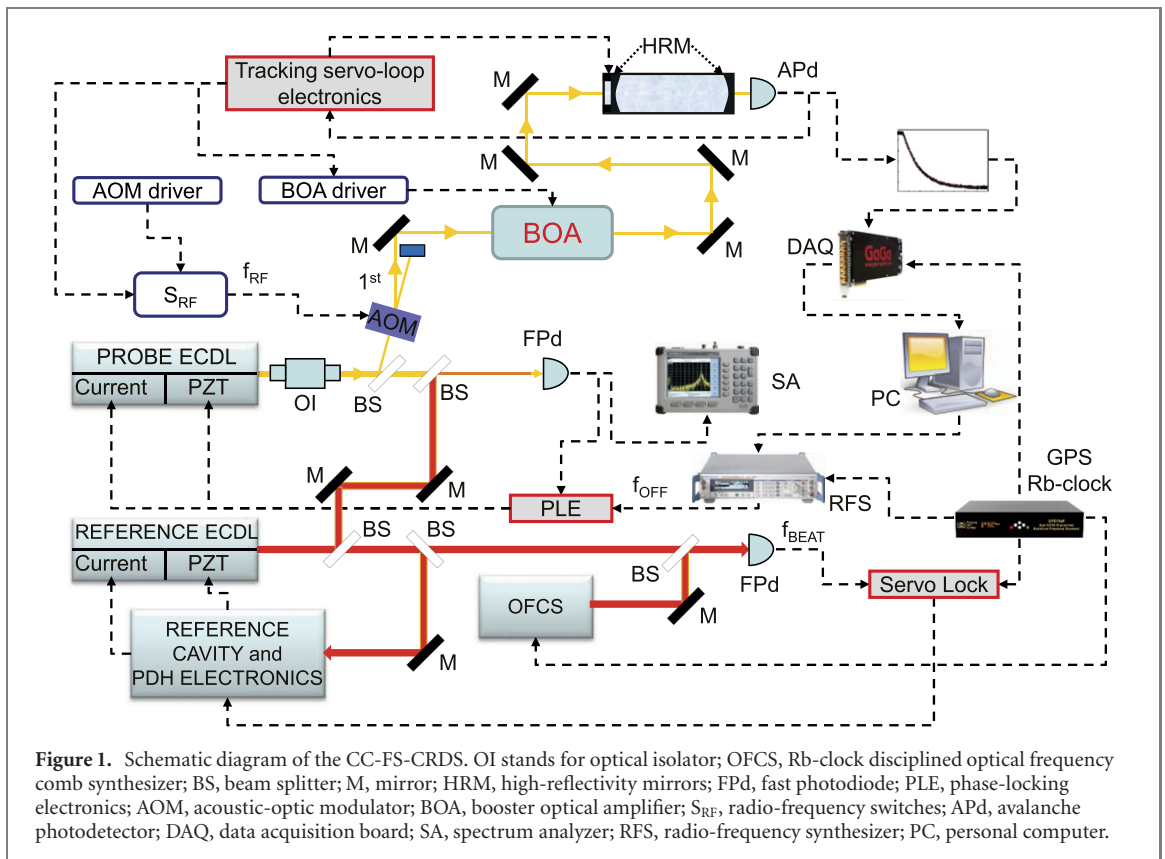 HRM
Tracking servo-loop
electronics
M
APd
M
M
AOM driver
BOA driver
M
BOA
M
DAQ
GaGe
1st
fRF
SRF
AOM
FPd
PROBE ECDL
Current
PZT
OI
BS
BS
SA
PC
GPS
Rb-clock
M
M
fOFF
PLE
RFS
REFERENCE ECDL
Current
PZT
BS
BS
fBEAT
BS
FPd
Servo Lock
OFCS
M
REFERENCE
CAVITY and
PDH ELECTRONICS
M
Figure 1. Schematic diagram of the CC-FS-CRDS. OI stands for optical isolator; OFCS, Rb-clock disciplined optical frequency
comb synthesizer; BS, beam splitter; M, mirror; HRM, high-reflectivity mirrors; FPd, fast photodiode; PLE, phase-locking
electronics; AOM, acoustic-optic modulator; BOA, booster optical amplifier; SRF, radio-frequency switches; APd, avalanche
photodetector; DAQ, data acquisition board; SA, spectrum analyzer; RFS, radio-frequency synthesizer; PC, personal computer.